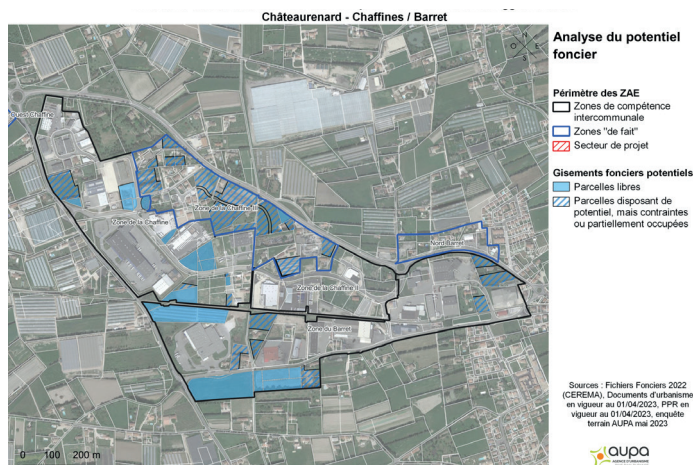 Châteaurenard - Chaffines / Barret
Analyse du potentiel
foncier
Périmètre des ZAE
Zones de compétence
intercommunale
Zones "de fait"
Secteur de projet
Gisements fonciers potentiels
Parcelles libres
Parcelles disposant de
potentiel, mais contraintes
ou partiellement occupées
N
O E
S
Ouest Chaffine
Zone de la Chaffine
Zone de la Chaffine III
Nord Barret
Zone de la Chaffine II
Zone du Barret
0 100 200 m
Sources : Fichiers Fonciers 2022
(CEREMA), Documents d'urbanisme
en vigueur au 01/04/2023, PPR en
vigueur au 01/04/2023, enquête
terrain AUPA mai 2023
aupa
AGENCE D'URBANISME